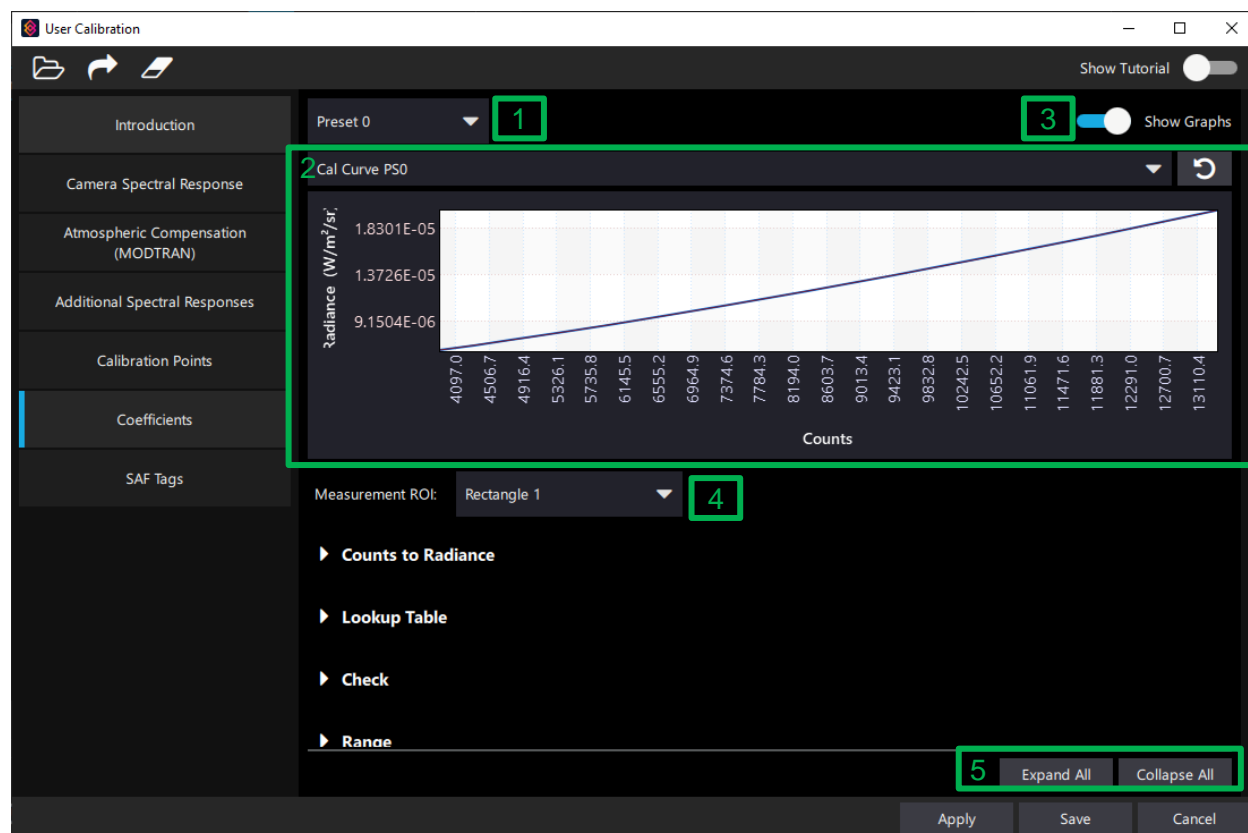 User Calibration
Show Tutorial
Introduction
Camera Spectral Response
Atmospheric Compensation
(MODTRAN)
Additional Spectral Responses
Calibration Points
Coefficients
SAF Tags
Preset 0
1
3
Show Graphs
2
Cal Curve PS0
Radiance (W/m²/sr)
1.8301E-05
1.3726E-05
9.1504E-06
4097.0
4506.7
4916.4
5326.1
5735.8
6145.5
6555.2
6964.9
7374.6
7784.3
8194.0
8603.7
9013.4
9423.1
9832.8
10242.5
10652.2
11061.9
11471.6
11881.3
12291.0
12700.7
13110.4
Counts
Measurement ROI:
Rectangle 1
4
Counts to Radiance
Lookup Table
Check
Range
5
Expand All
Collapse All
Apply
Save
Cancel